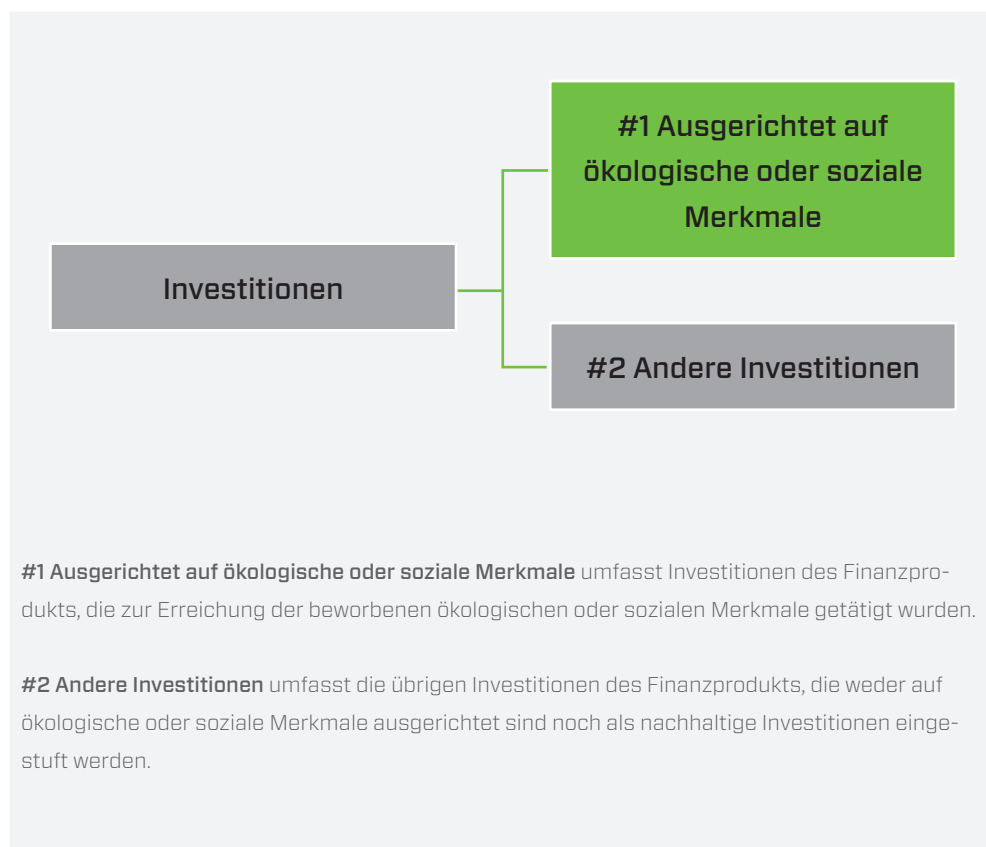 #1 Ausgerichtet auf
ökologische oder soziale
Merkmale
Investitionen
#2 Andere Investitionen
#1 Ausgerichtet auf ökologische oder soziale Merkmale umfasst Investitionen des Finanzpro-
dukts, die zur Erreichung der beworbenen ökologischen oder sozialen Merkmale getätigt wurden.
#2 Andere Investitionen umfasst die übrigen Investitionen des Finanzprodukts, die weder auf
ökologische oder soziale Merkmale ausgerichtet sind noch als nachhaltige Investitionen einge-
stuft werden.